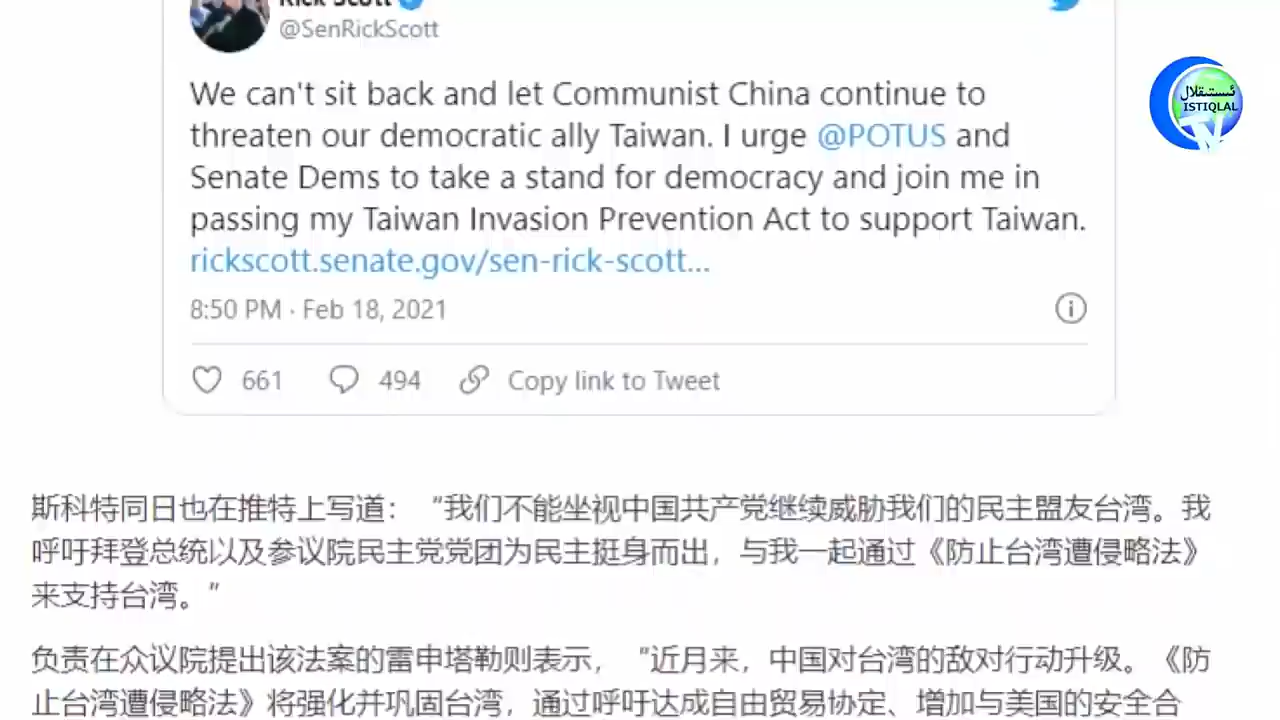 Rick Scott
@SenRickScott
We can't sit back and let Communist China continue to
threaten our democratic ally Taiwan. I urge @POTUS and
Senate Dems to take a stand for democracy and join me in
passing my Taiwan Invasion Prevention Act to support Taiwan.
rickscott.senate.gov/sen-rick-scott...
8:50 PM · Feb 18, 2021
661 494 Copy link to Tweet
ئىستىقلال
ISTIQLAL
TV
斯科特同日也在推特上写道：“我们不能坐视中国共产党继续威胁我们的民主盟友台湾。我
呼吁拜登总统以及参议院民主党党团为民主挺身而出，与我一起通过《防止台湾遭侵略法》
来支持台湾。”
负责在众议院提出该法案的雷申塔勒则表示，“近月来，中国对台湾的敌对行动升级。《防
止台湾遭侵略法》将强化并巩固台湾，通过呼吁达成自由贸易协定、增加与美国的安全合